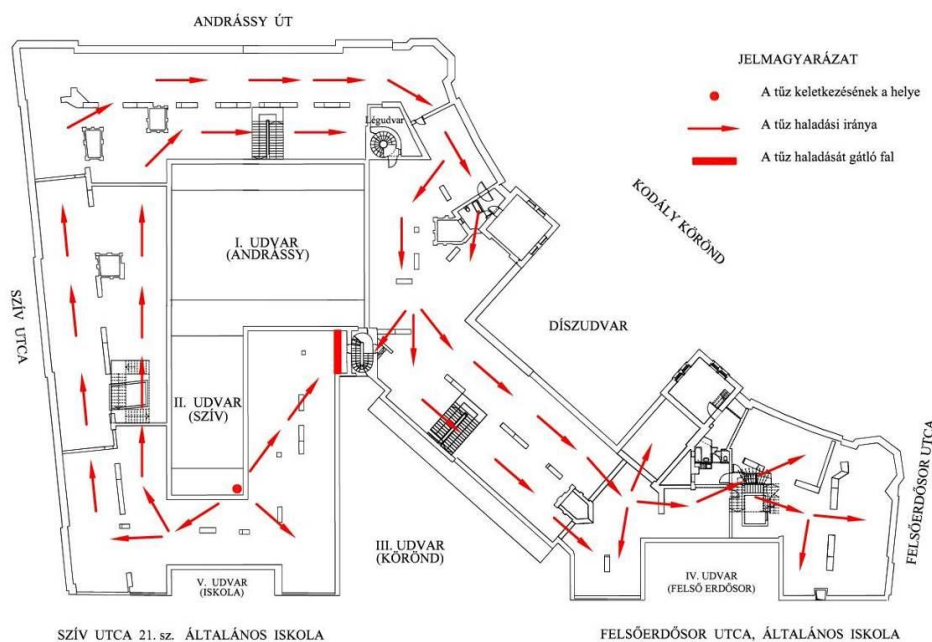 ANDRÁSSY ÚT
JELMAGYARÁZAT
A tűz keletkezésének a helye
A tűz haladási iránya
A tűz haladását gátló fal
Légudvar
KODÁLY KÖRÖND
I. UDVAR
(ANDRÁSSY)
SZÍV UTCA
DÍSZUDVAR
II. UDVAR
(SZÍV)
FELSŐERDŐSOR UTCA
III. UDVAR
(KÖRÖND)
V. UDVAR
(ISKOLA)
IV. UDVAR
(FELSŐ ERDŐSOR)
SZÍV UTCA 21. sz. ÁLTALÁNOS ISKOLA
FELSŐERDŐSOR UTCA, ÁLTALÁNOS ISKOLA